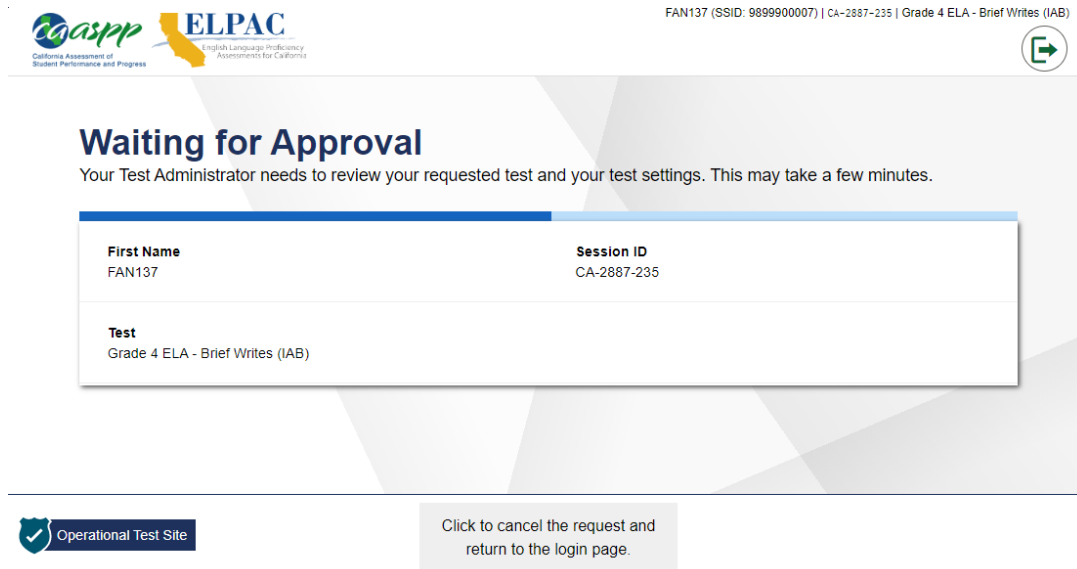 FAN137 (SSID: 9899900007) | CA-2887-235 | Grade 4 ELA - Brief Writes (IAB)
caaspp
California Assessment of
Student Performance and Progress
ELPAC
English Language Proficiency
Assessments for California
Waiting for Approval
Your Test Administrator needs to review your requested test and your test settings. This may take a few minutes.
First Name
FAN137
Session ID
CA-2887-235
Test
Grade 4 ELA - Brief Writes (IAB)
Operational Test Site
Click to cancel the request and
return to the login page.